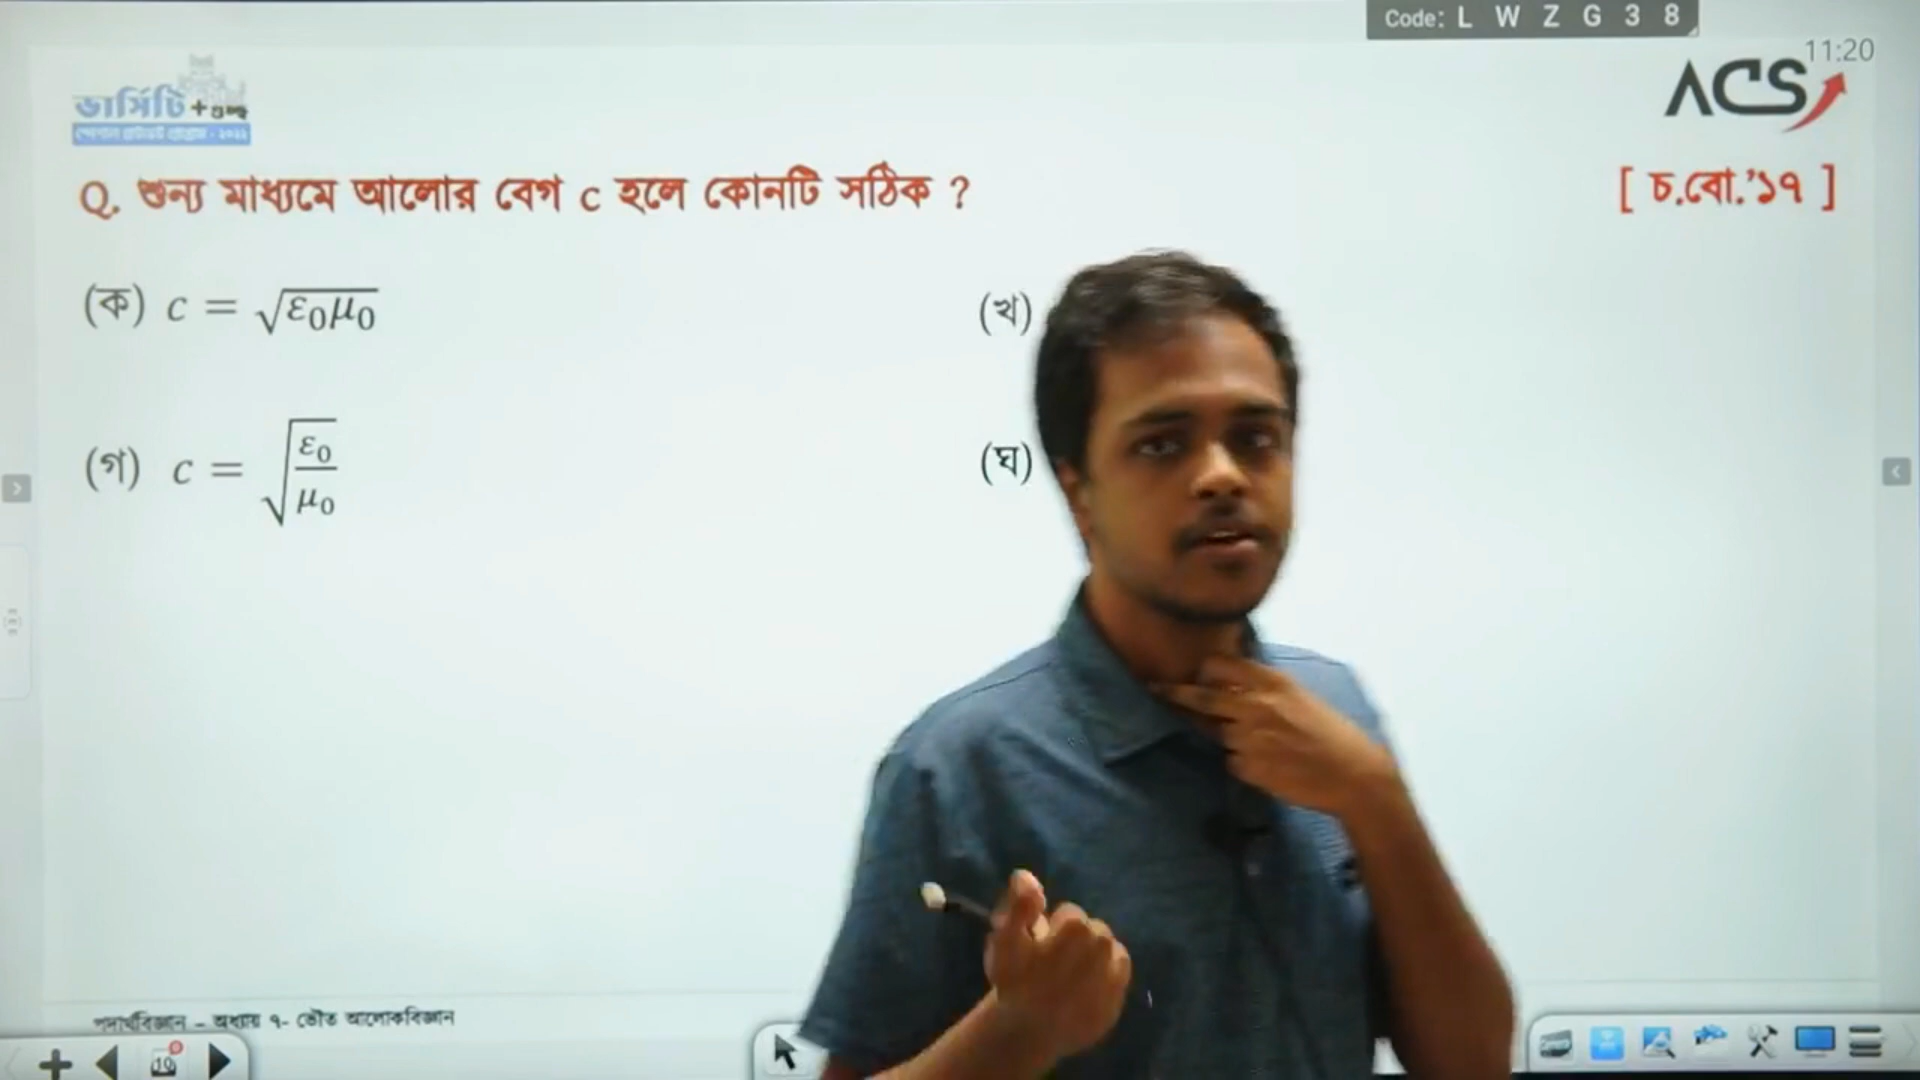 Code: L W Z G 3 8
11:20
ভার্সিটি +
ACS
Q. শুন্য মাধ্যমে আলোর বেগ c হলে কোনটি সঠিক ?
[ চ.বো.'১৭ ]
(ক) c = √ε₀μ₀
(খ)
(গ) c = √(ε₀/μ₀)
(ঘ)
পদার্থবিজ্ঞান – অধ্যায় ৭- ভৌত আলোকবিজ্ঞান
10